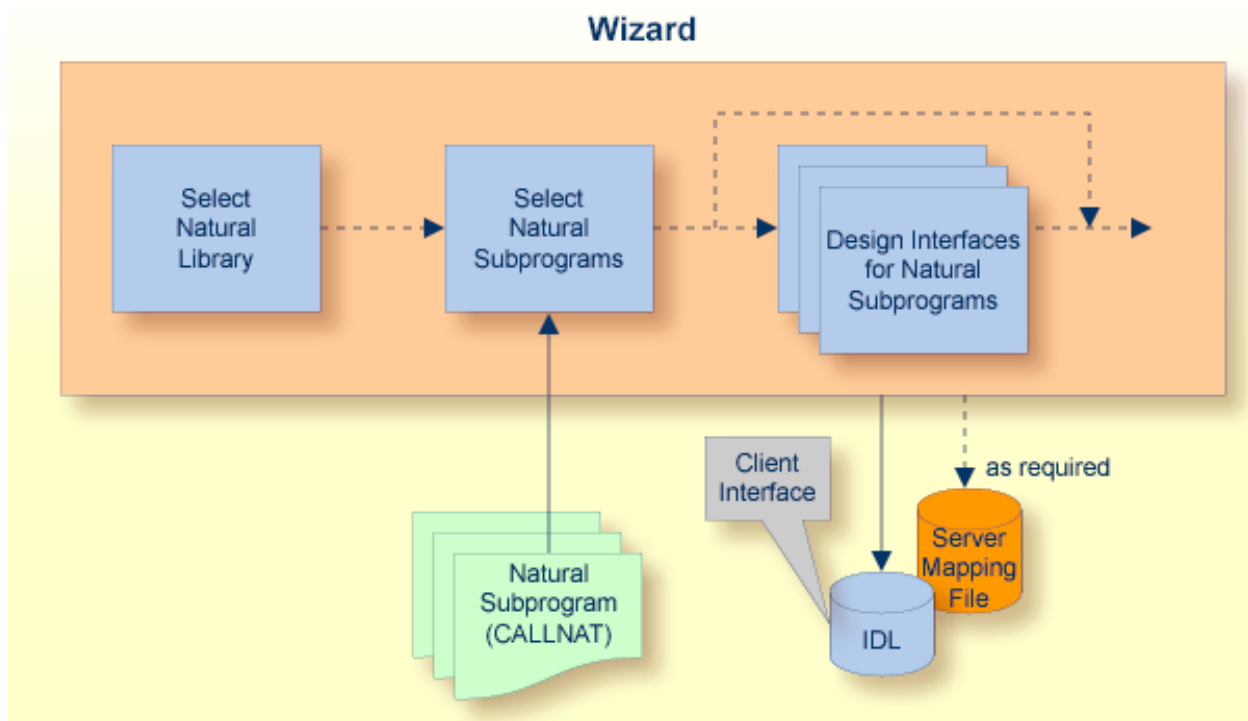 Wizard
Select
Natural
Library
Select
Natural
Subprograms
Design Interfaces
for Natural
Subprograms
Client
Interface
as required
Server
Mapping
File
IDL
Natural
Subprogram
(CALLNAT)